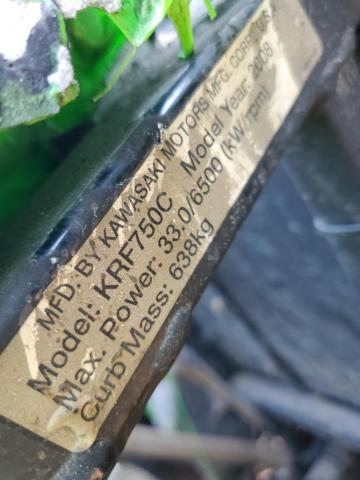 MFD. BY KAWASAKI MOTORS MFG. CORP., U.S.A.
Model: KRF750C Model Year: 2008
Max. Power: 33.0/6500 (kW/rpm)
Curb Mass: 638kg